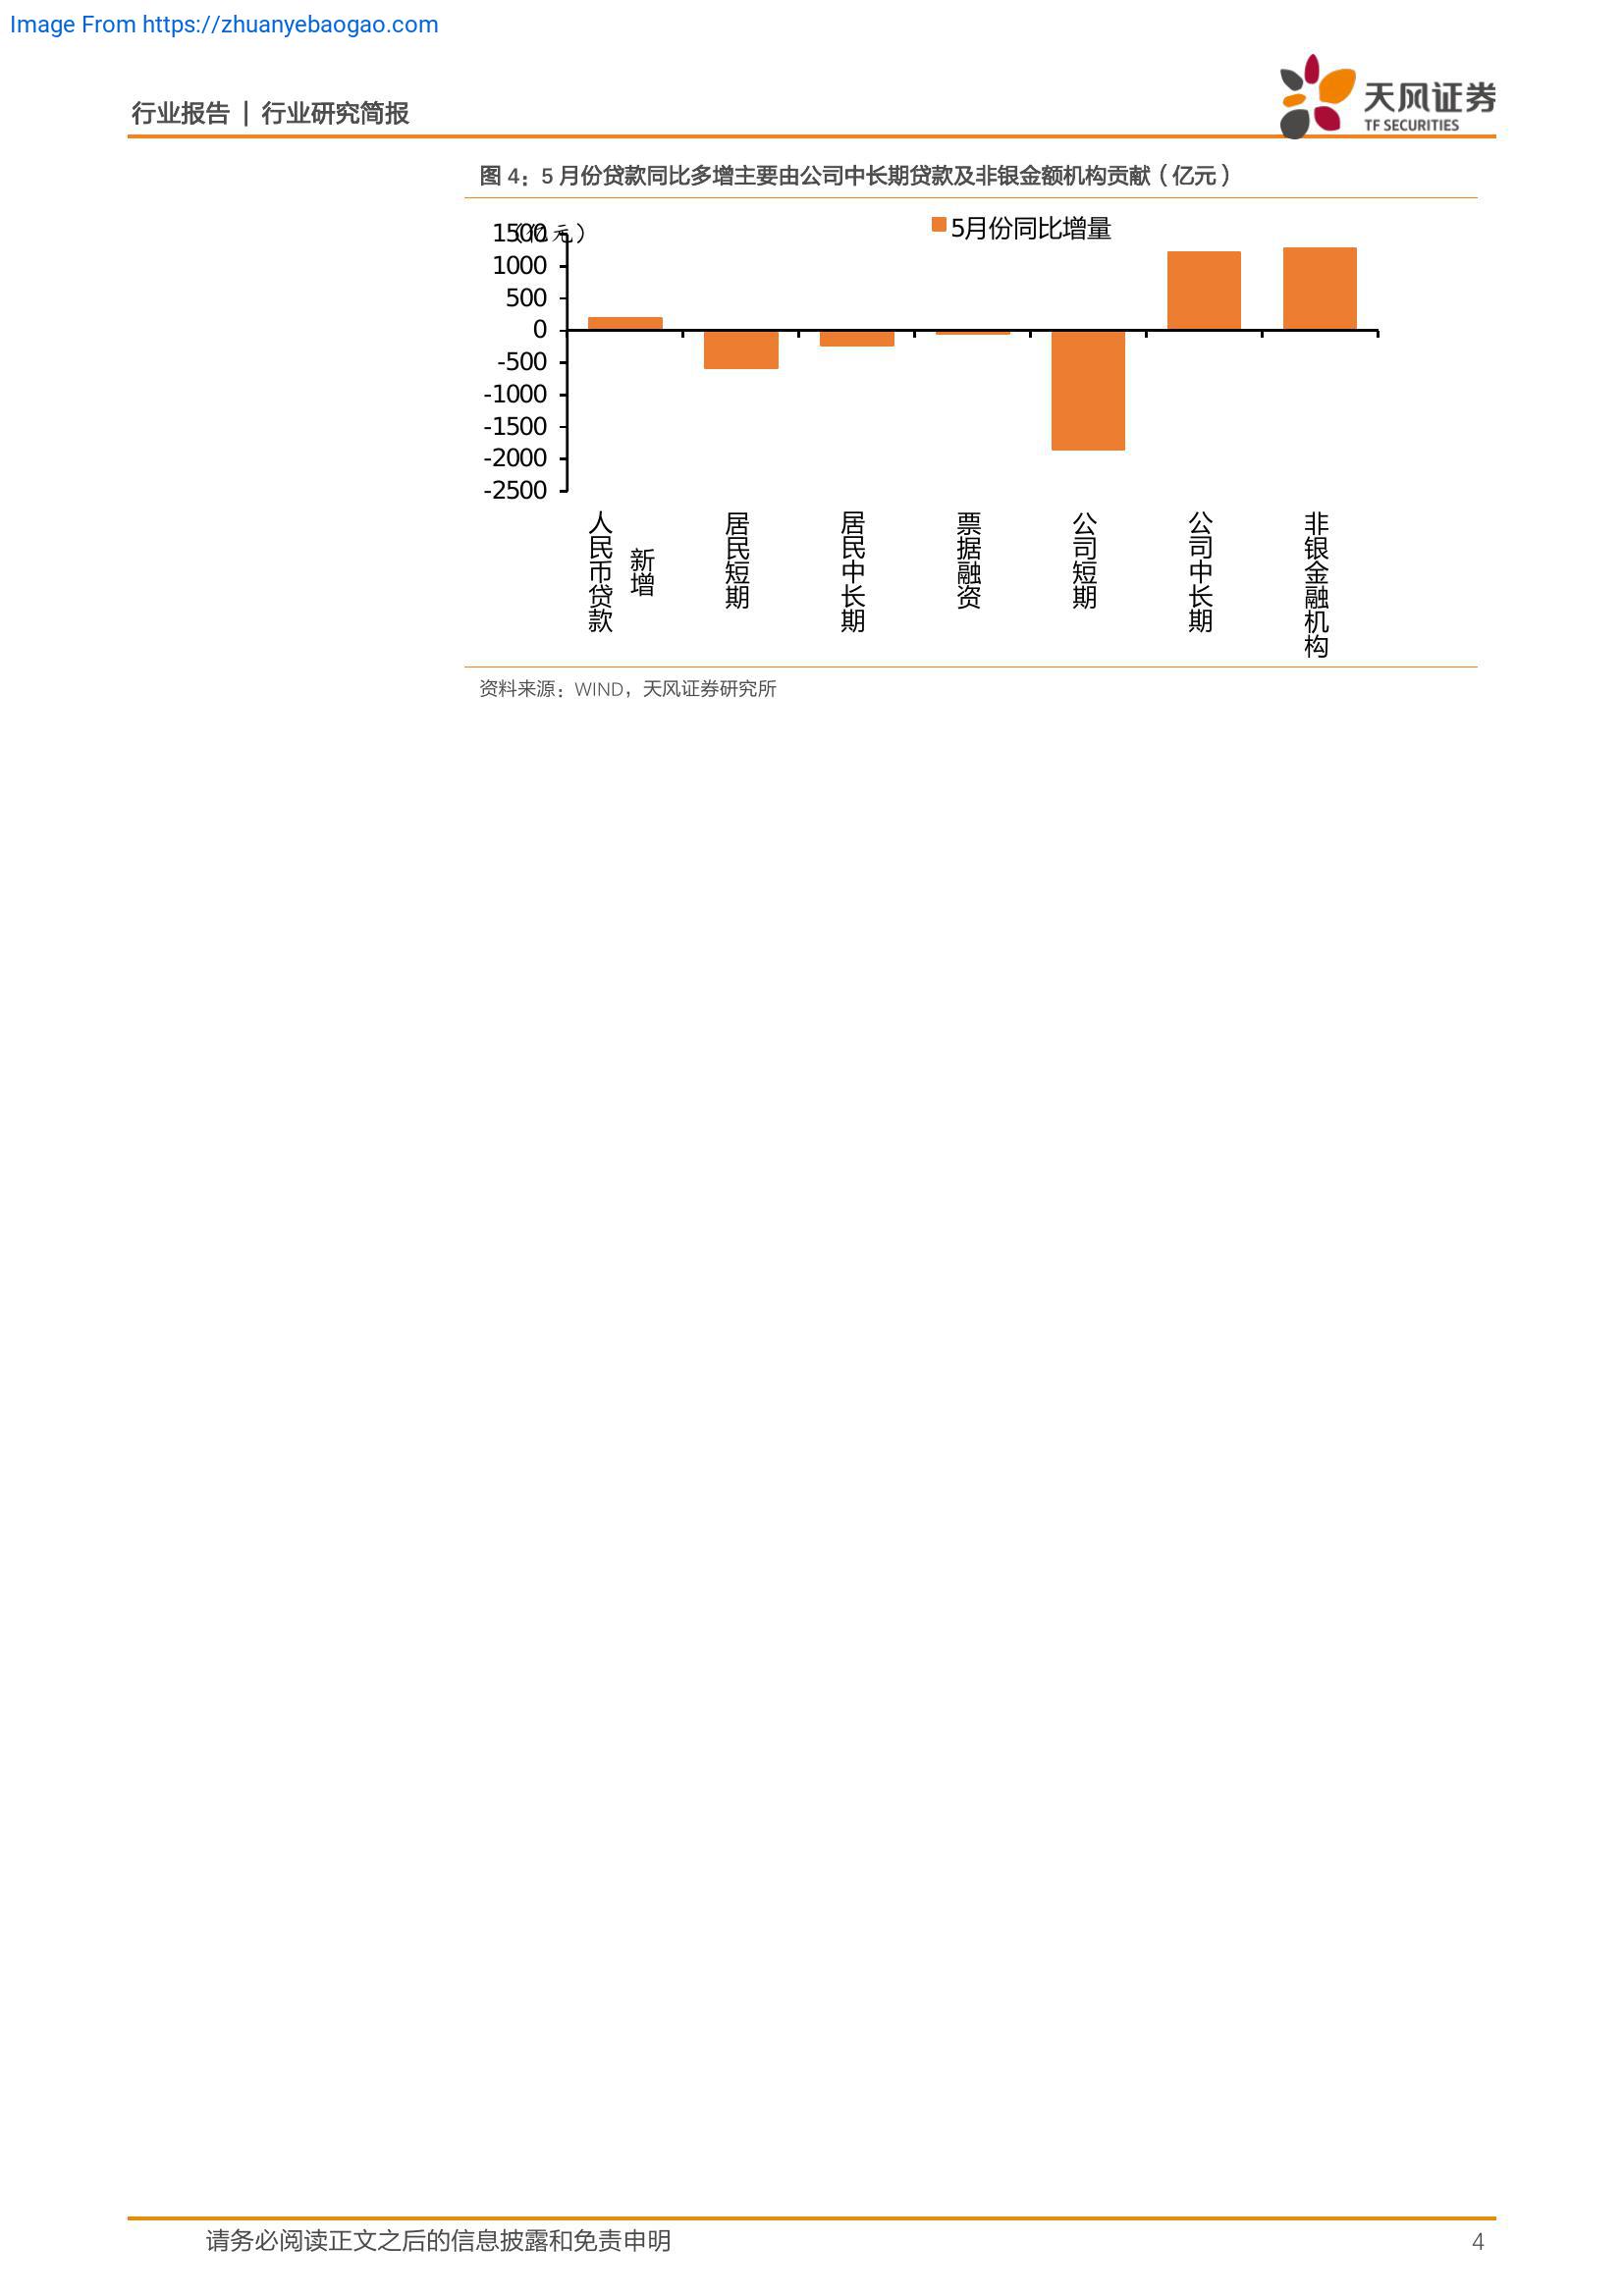 Image From https://zhuanyebaogao.com
行业报告 | 行业研究简报
天风证券
TF SECURITIES
图 4：5 月份贷款同比多增主要由公司中长期贷款及非银金额机构贡献（亿元）
（亿元）
5月份同比增量
1500
1000
500
0
-500
-1000
-1500
-2000
-2500
新增
人民币贷款
居民短期
居民中长期
票据融资
公司短期
公司中长期
非银金融机构
资料来源：WIND，天风证券研究所
请务必阅读正文之后的信息披露和免责申明
4